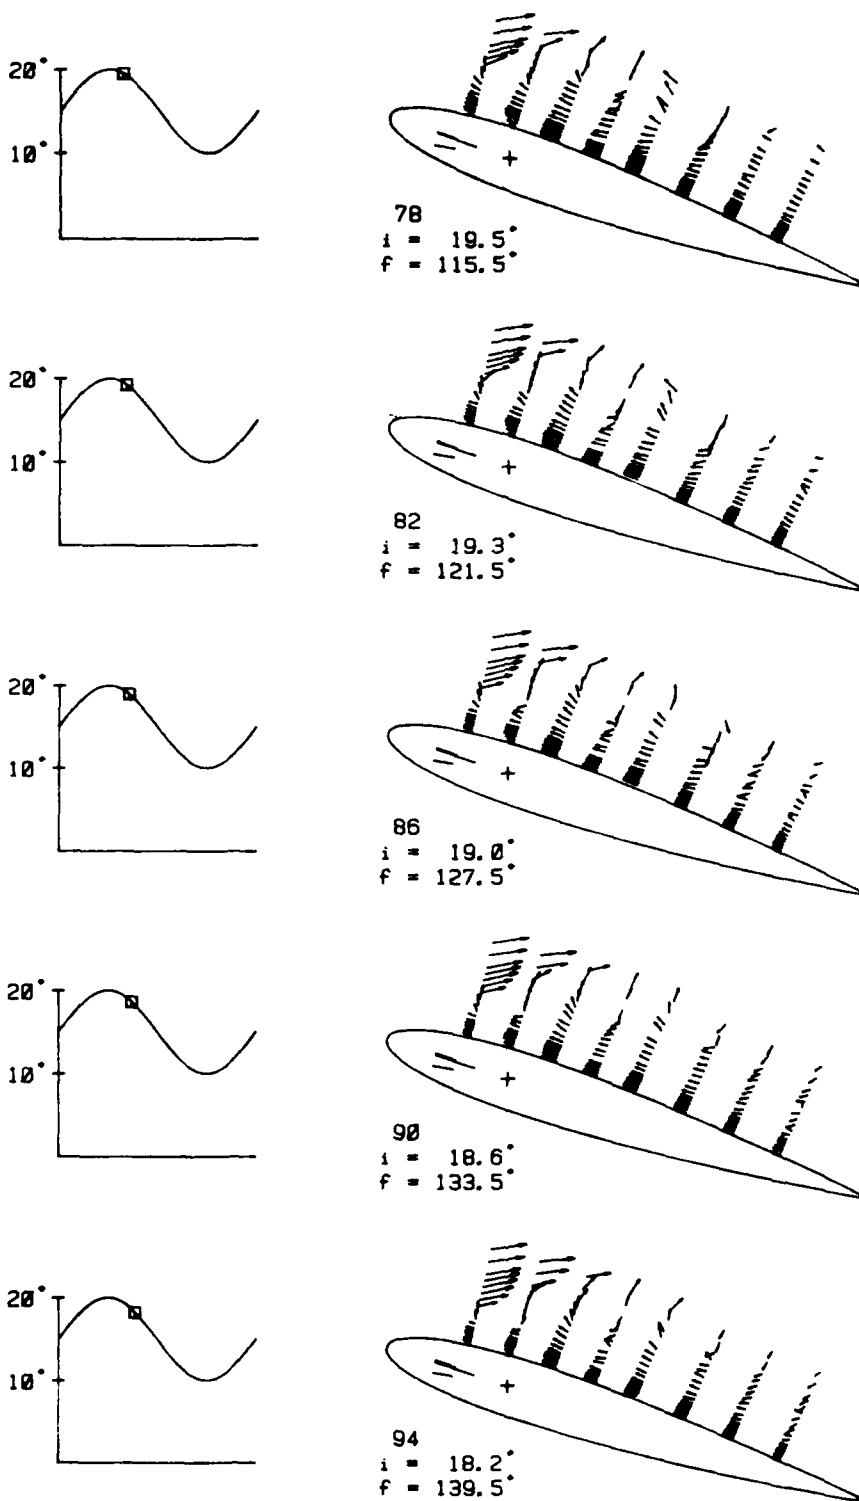 20°
10°
78
i = 19.5°
f = 115.5°
20°
10°
82
i = 19.3°
f = 121.5°
20°
10°
86
i = 19.0°
f = 127.5°
20°
10°
90
i = 18.6°
f = 133.5°
20°
10°
94
i = 18.2°
f = 139.5°